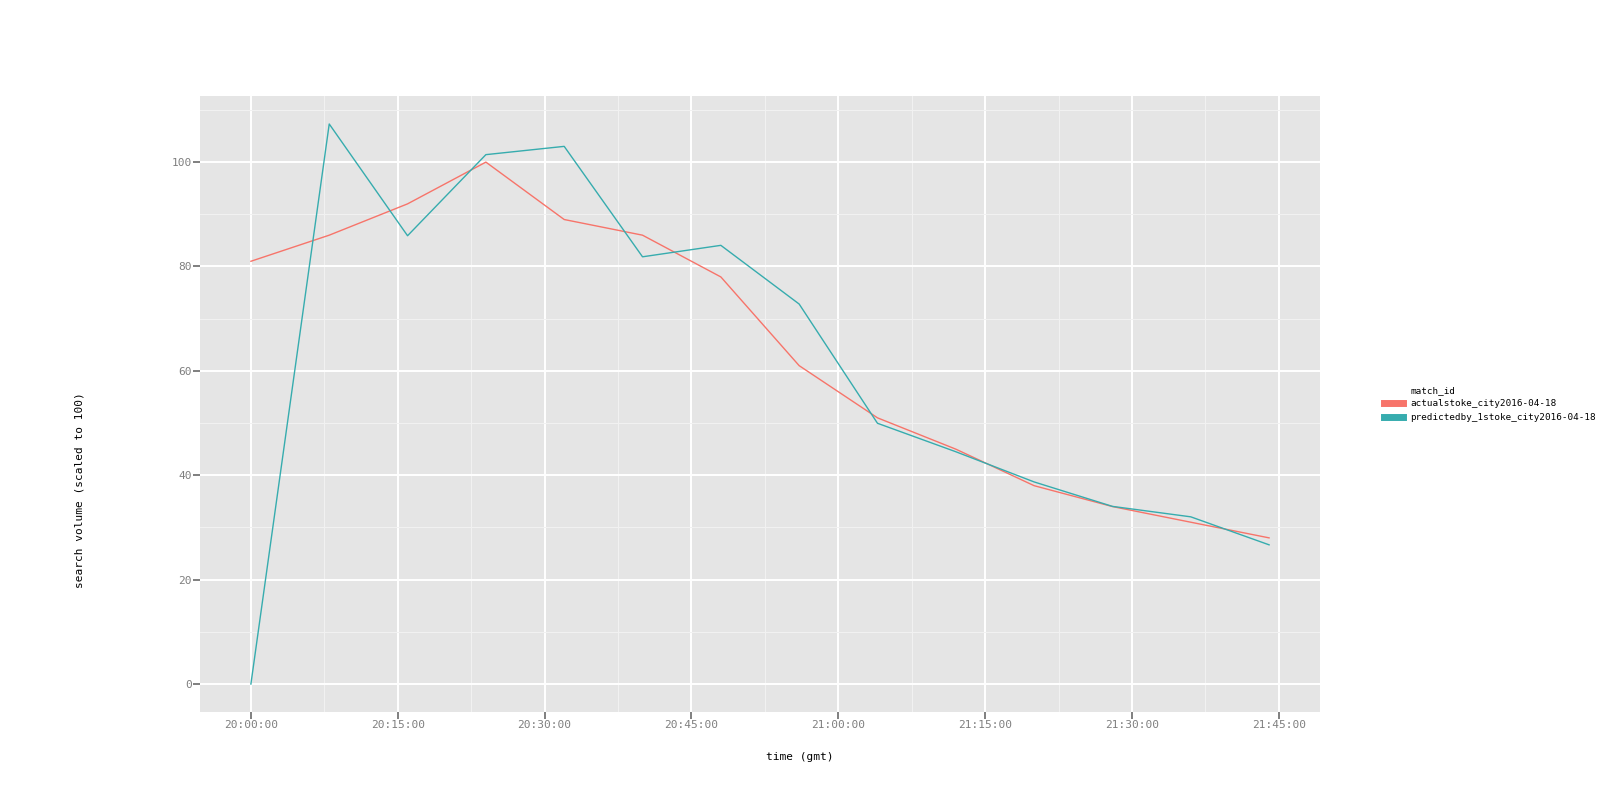 search volume (scaled to 100)
100
80
60
40
20
0
20:00:00 20:15:00 20:30:00 20:45:00 21:00:00 21:15:00 21:30:00 21:45:00
time (gmt)
match_id
actualstoke_city2016-04-18
predictedby_1stoke_city2016-04-18